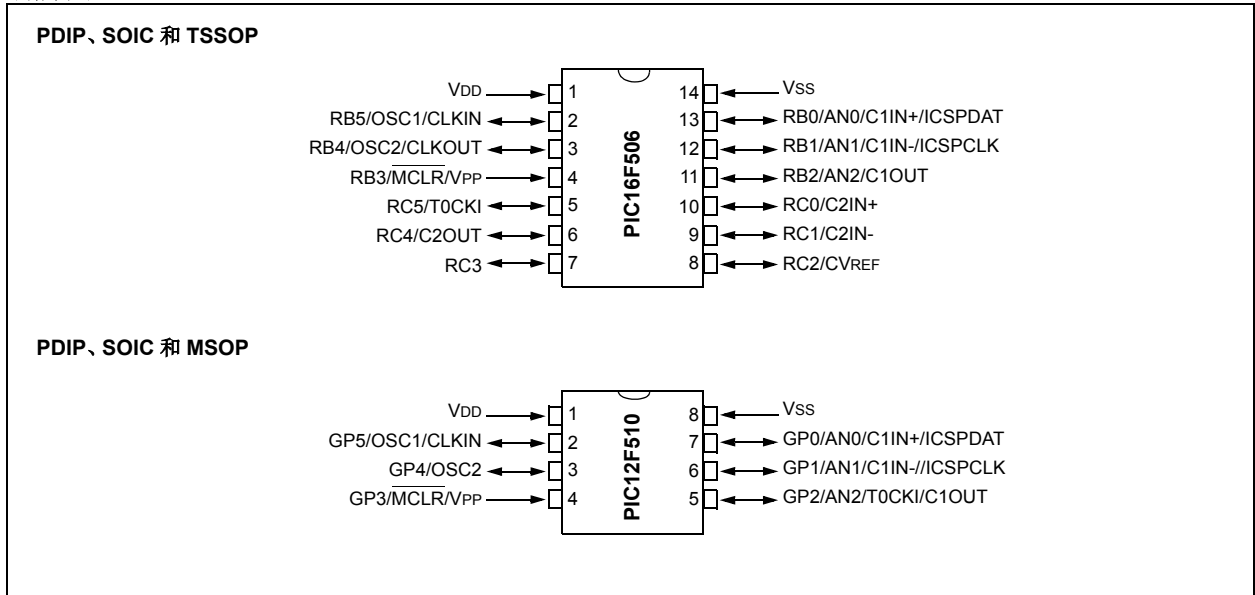 PDIP、SOIC 和 TSSOP
VDD 1 14 VSS
RB5/OSC1/CLKIN 2 13 RB0/AN0/C1IN+/ICSPDAT
RB4/OSC2/CLKOUT 3 12 RB1/AN1/C1IN-/ICSPCLK
RB3/MCLR/VPP 4 11 RB2/AN2/C1OUT
RC5/T0CKI 5 10 RC0/C2IN+
RC4/C2OUT 6 9 RC1/C2IN-
RC3 7 8 RC2/CVREF
PIC16F506
PDIP、SOIC 和 MSOP
VDD 1 8 VSS
GP5/OSC1/CLKIN 2 7 GP0/AN0/C1IN+/ICSPDAT
GP4/OSC2 3 6 GP1/AN1/C1IN-//ICSPCLK
GP3/MCLR/VPP 4 5 GP2/AN2/T0CKI/C1OUT
PIC12F510